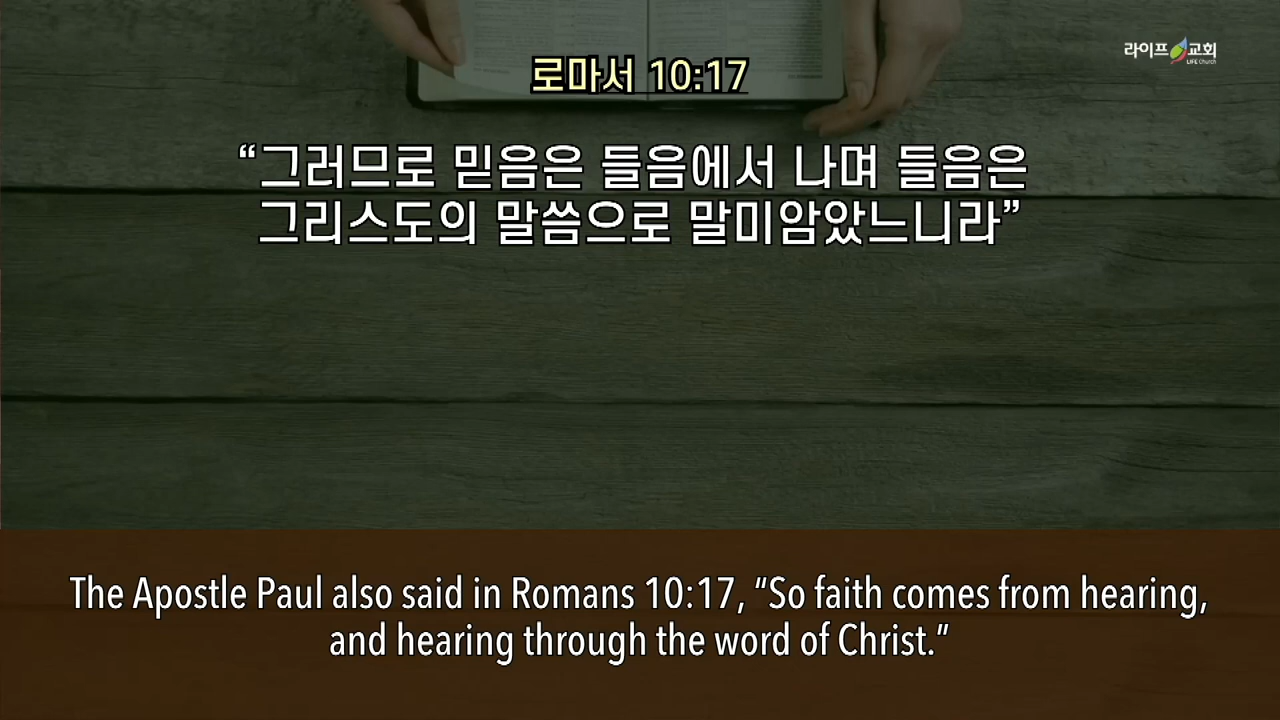 라이프교회
LIFE Church
로마서 10:17
“그러므로 믿음은 들음에서 나며 들음은
그리스도의 말씀으로 말미암았느니라”
The Apostle Paul also said in Romans 10:17, “So faith comes from hearing,
and hearing through the word of Christ.”